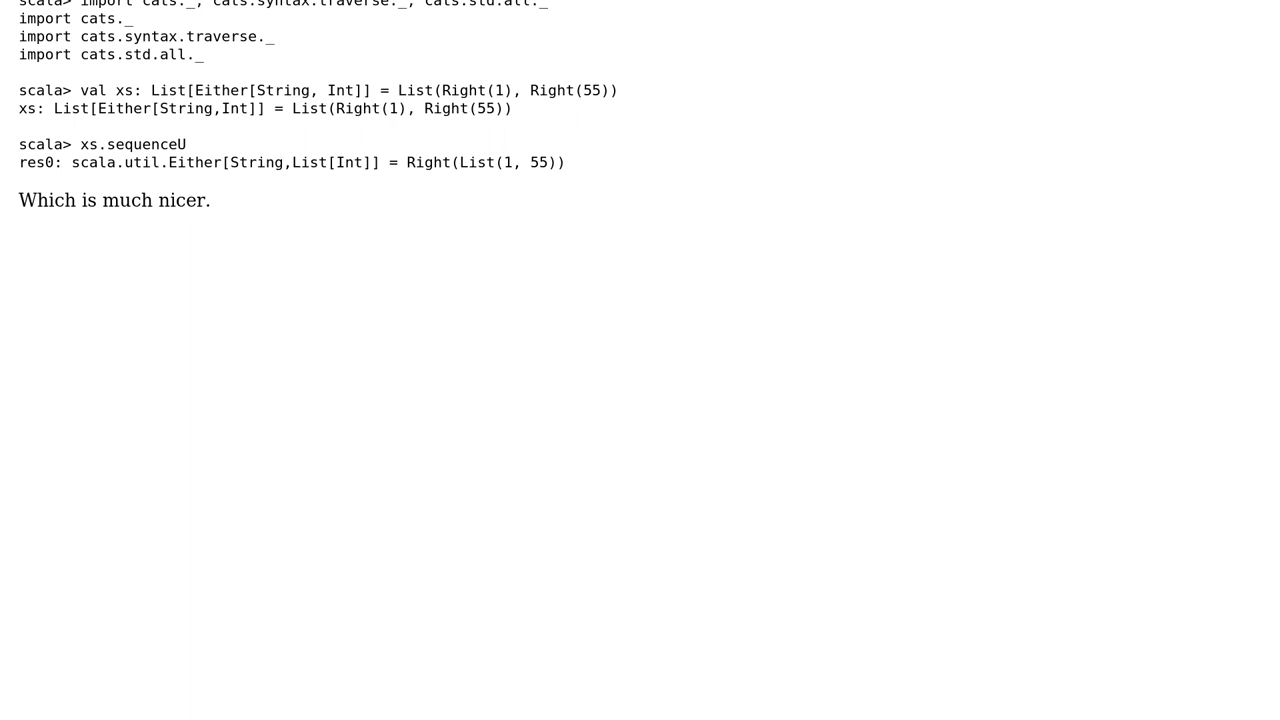 scala> import cats._, cats.syntax.traverse._, cats.std.all._
import cats._
import cats.syntax.traverse._
import cats.std.all._
scala> val xs: List[Either[String, Int]] = List(Right(1), Right(55))
xs: List[Either[String,Int]] = List(Right(1), Right(55))
scala> xs.sequenceU
res0: scala.util.Either[String,List[Int]] = Right(List(1, 55))
Which is much nicer.